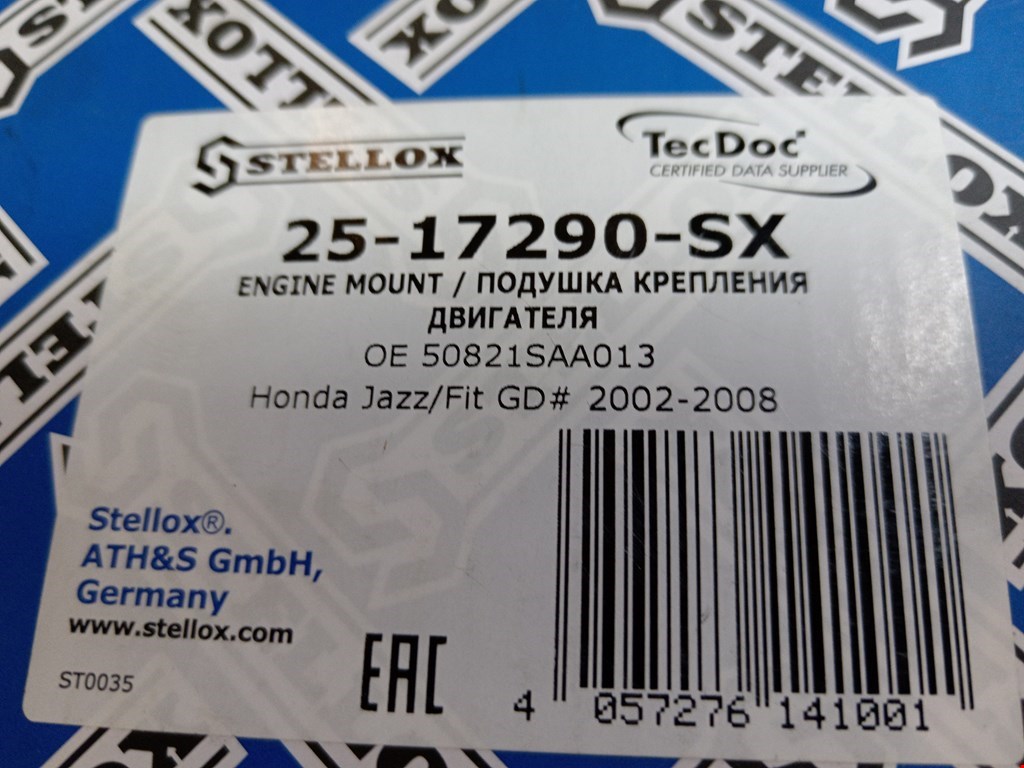 STELLOX
TecDoc
CERTIFIED DATA SUPPLIER
25-17290-SX
ENGINE MOUNT / ПОДУШКА КРЕПЛЕНИЯ
ДВИГАТЕЛЯ
OE 50821SAA013
Honda Jazz/Fit GD# 2002-2008
Stellox®.
ATH&S GmbH,
Germany
www.stellox.com
ST0035
EAC
4 057276 141001